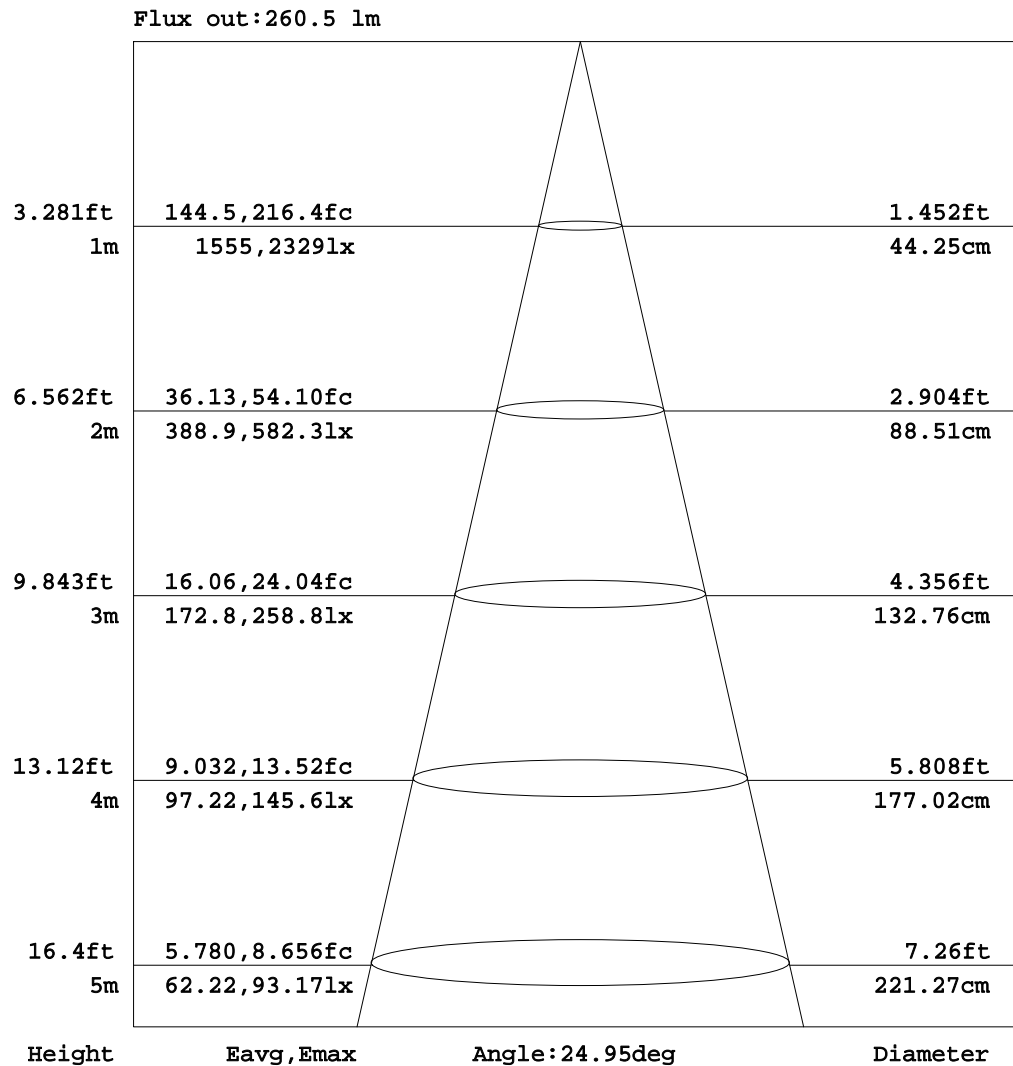 Flux out:260.5 lm
3.281ft 144.5,216.4fc 1.452ft
1m 1555,2329lx 44.25cm
6.562ft 36.13,54.10fc 2.904ft
2m 388.9,582.3lx 88.51cm
9.843ft 16.06,24.04fc 4.356ft
3m 172.8,258.8lx 132.76cm
13.12ft 9.032,13.52fc 5.808ft
4m 97.22,145.6lx 177.02cm
16.4ft 5.780,8.656fc 7.26ft
5m 62.22,93.17lx 221.27cm
Height Eavg,Emax Angle:24.95deg Diameter